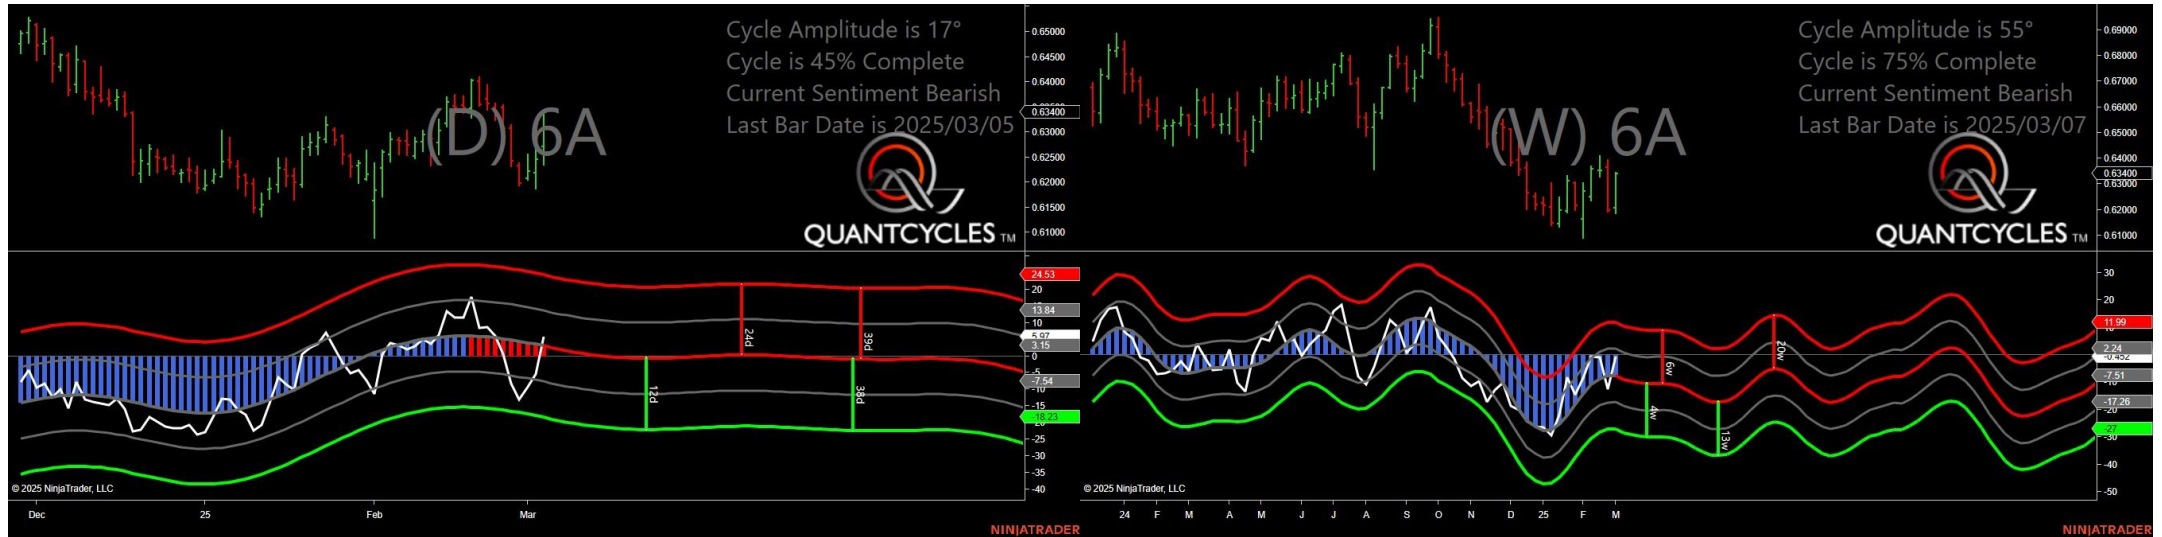 Cycle Amplitude is 17°
Cycle is 45% Complete
Current Sentiment Bearish
Last Bar Date is 2025/03/05
(D) 6A
QUANTCYCLES TM
0.65000
0.64500
0.64000
0.63400
0.63000
0.62500
0.62000
0.61500
0.61000
24.53
20
13.84
10
5.97
3.15
0
-5
-7.54
-10
-15
-18.23
-25
-30
-35
-40
24d
39d
12d
38d
© 2025 NinjaTrader, LLC
Dec
25
Feb
Mar
NINJATRADER
Cycle Amplitude is 55°
Cycle is 75% Complete
Current Sentiment Bearish
Last Bar Date is 2025/03/07
(W) 6A
QUANTCYCLES TM
0.69000
0.68000
0.67000
0.66000
0.65000
0.64000
0.63400
0.63000
0.62000
0.61000
30
20
11.99
2.24
-0.452
-7.51
-17.26
-20
-27
-30
-40
-50
6w
20w
4w
13w
© 2025 NinjaTrader, LLC
24
F
M
A
M
J
J
A
S
O
N
D
25
F
M
NINJATRADER